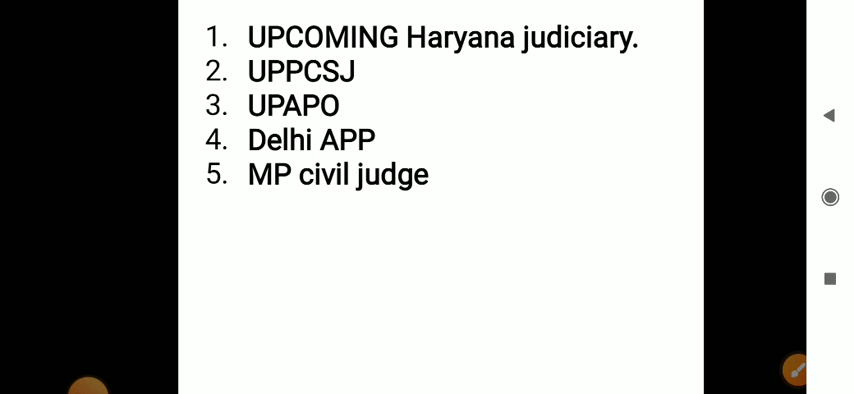 1. UPCOMING Haryana judiciary.
2. UPPCSJ
3. UPAPO
4. Delhi APP
5. MP civil judge